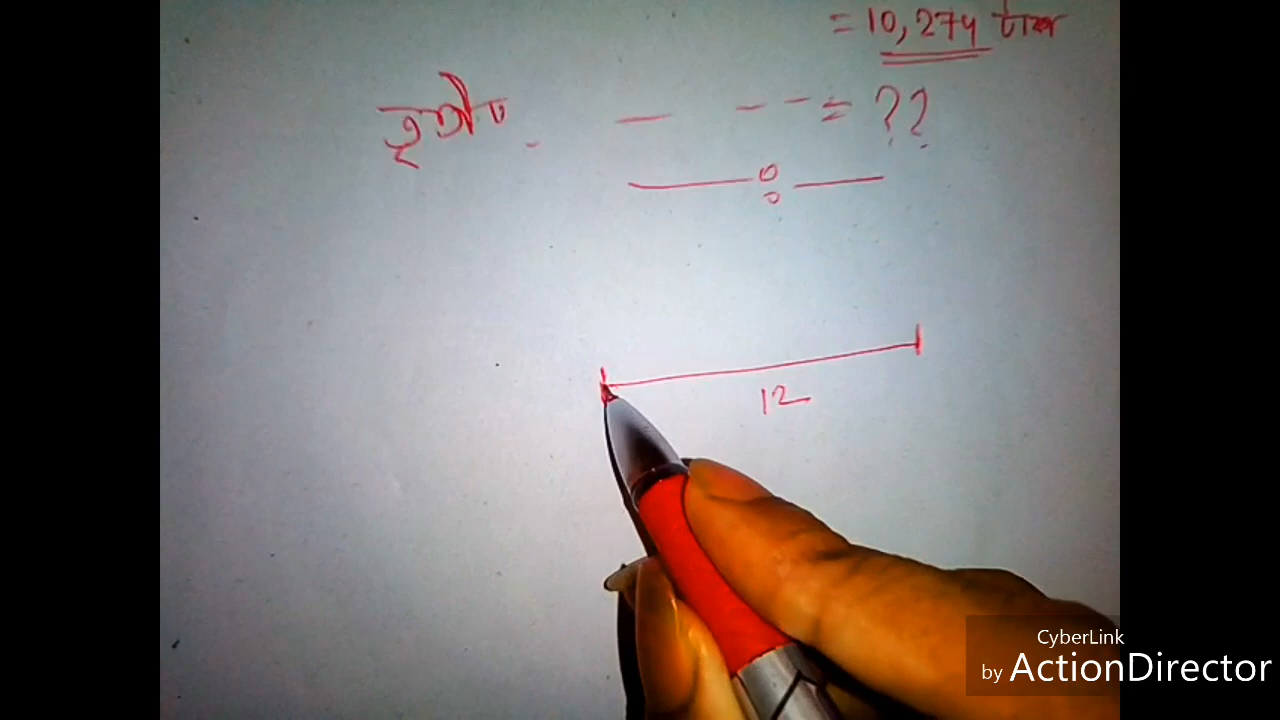 = 10,274
— - - = ??
12
CyberLink
by ActionDirector